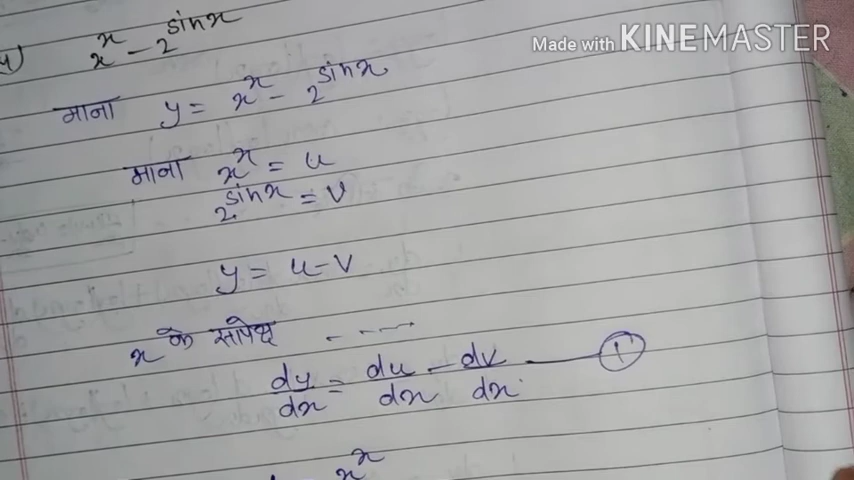 Made with KINEMASTER
4) x^x - 2^sinx
माना y = x^x - 2^sinx
माना x^x = u
2^sinx = v
y = u - v
x के सापेक्ष - - - -
dy/dx = du/dx - dv/dx — (1)
x^x